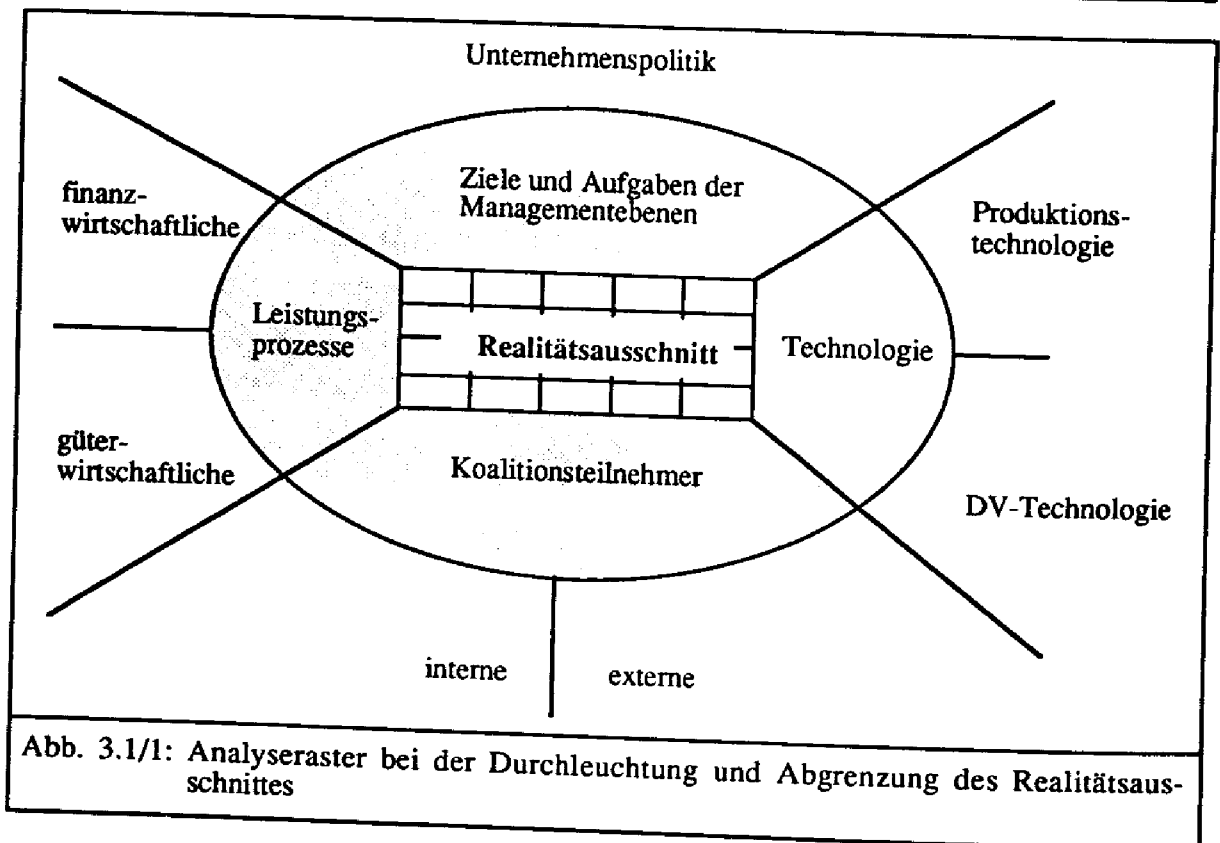 Unternehmenspolitik
Ziele und Aufgaben der
Managementebenen
finanz-
wirtschaftliche
Produktions-
technologie
Leistungs-
prozesse
Realitätsausschnitt
Technologie
güter-
wirtschaftliche
Koalitionsteilnehmer
DV-Technologie
interne
externe
Abb. 3.1/1: Analyseraster bei der Durchleuchtung und Abgrenzung des Realitätsaus-
schnittes